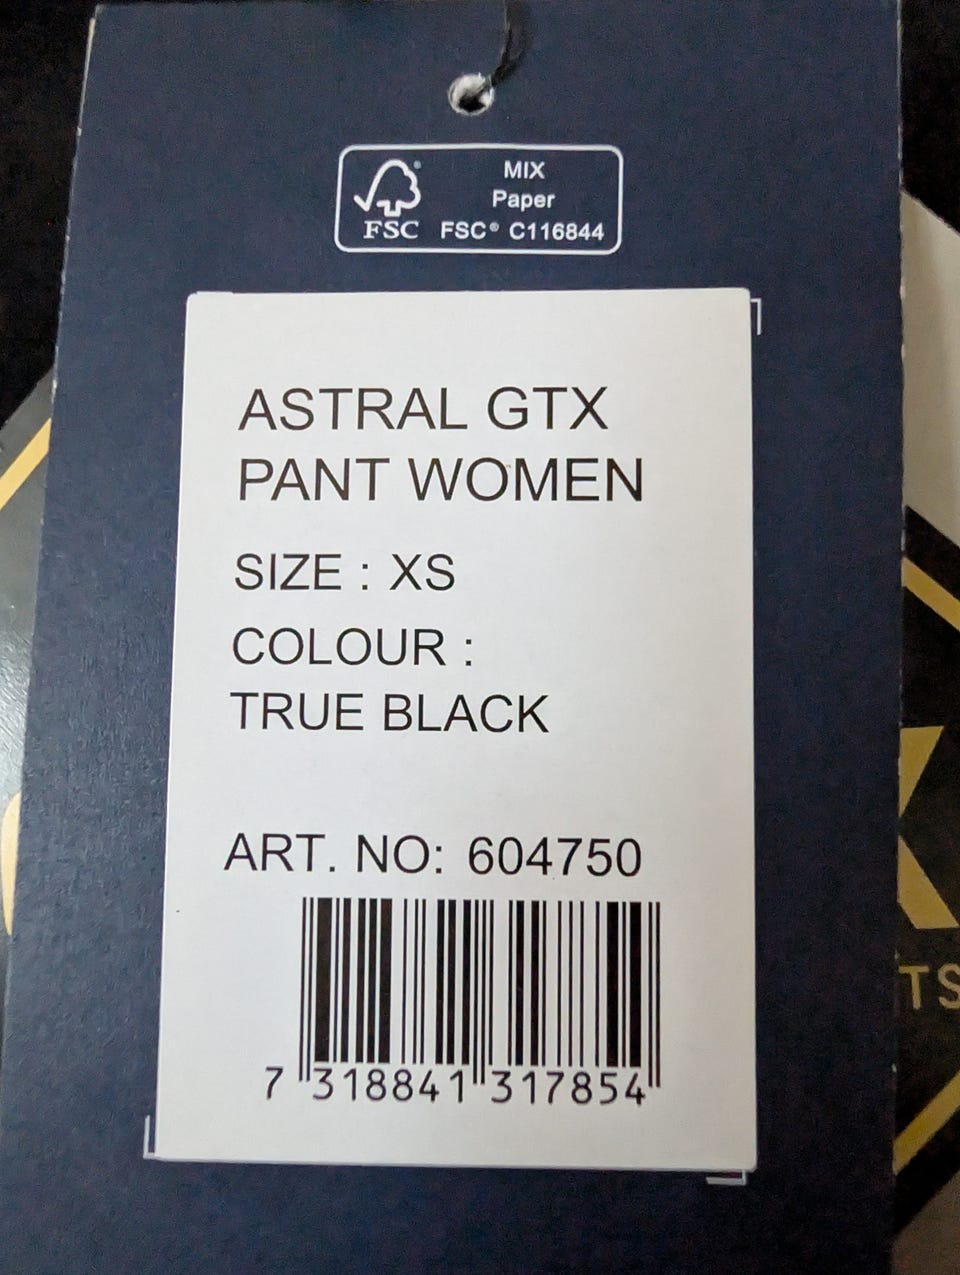 MIX
Paper
FSC FSC® C116844
ASTRAL GTX
PANT WOMEN
SIZE : XS
COLOUR :
TRUE BLACK
ART. NO: 604750
7 318841 317854
TS